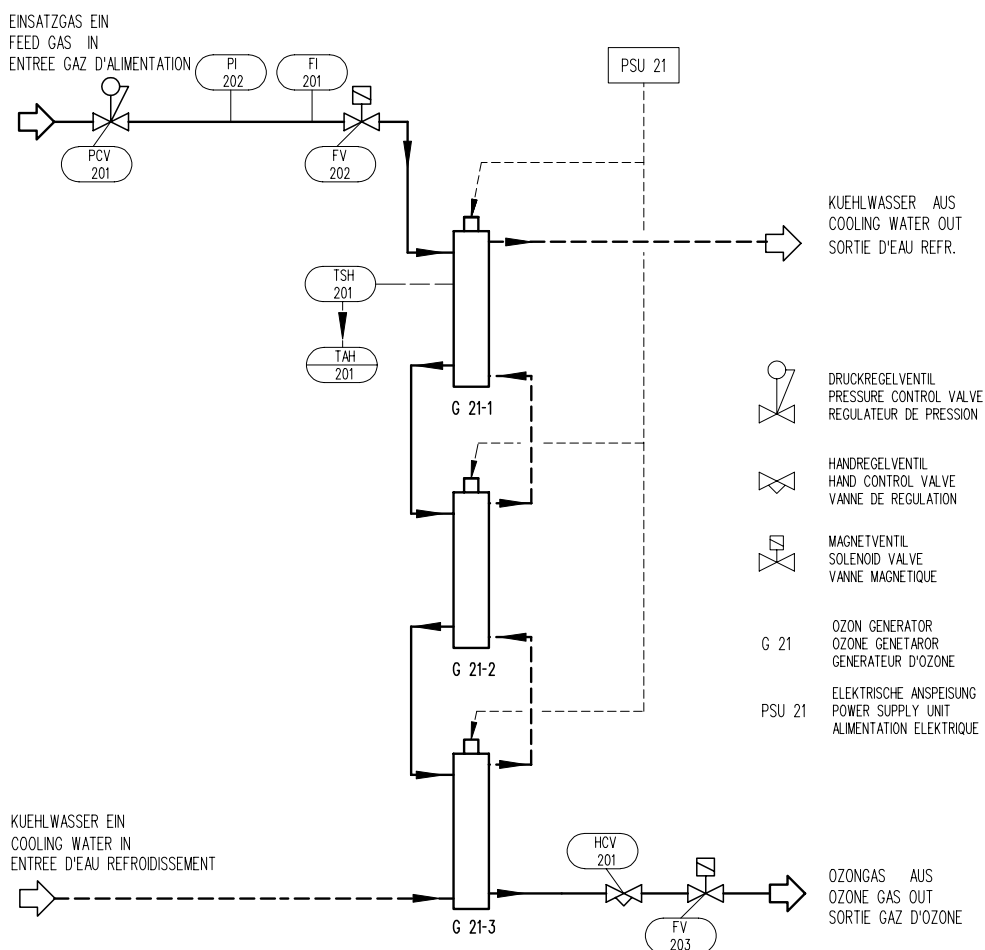 EINSATZGAS EIN
FEED GAS IN
ENTREE GAZ D'ALIMENTATION
PI
202
FI
201
PSU 21
PCV
201
FV
202
KUEHLWASSER AUS
COOLING WATER OUT
SORTIE D'EAU REFR.
TSH
201
TAH
201
G 21-1
DRUCKREGELVENTIL
PRESSURE CONTROL VALVE
REGULATEUR DE PRESSION
HANDREGELVENTIL
HAND CONTROL VALVE
VANNE DE REGULATION
MAGNETVENTIL
SOLENOID VALVE
VANNE MAGNETIQUE
G 21-2
G 21
OZON GENERATOR
OZONE GENETAROR
GENERATEUR D'OZONE
PSU 21
ELEKTRISCHE ANSPEISUNG
POWER SUPPLY UNIT
ALIMENTATION ELEKTRIQUE
KUEHLWASSER EIN
COOLING WATER IN
ENTREE D'EAU REFROIDISSEMENT
HCV
201
G 21-3
FV
203
OZONGAS AUS
OZONE GAS OUT
SORTIE GAZ D'OZONE